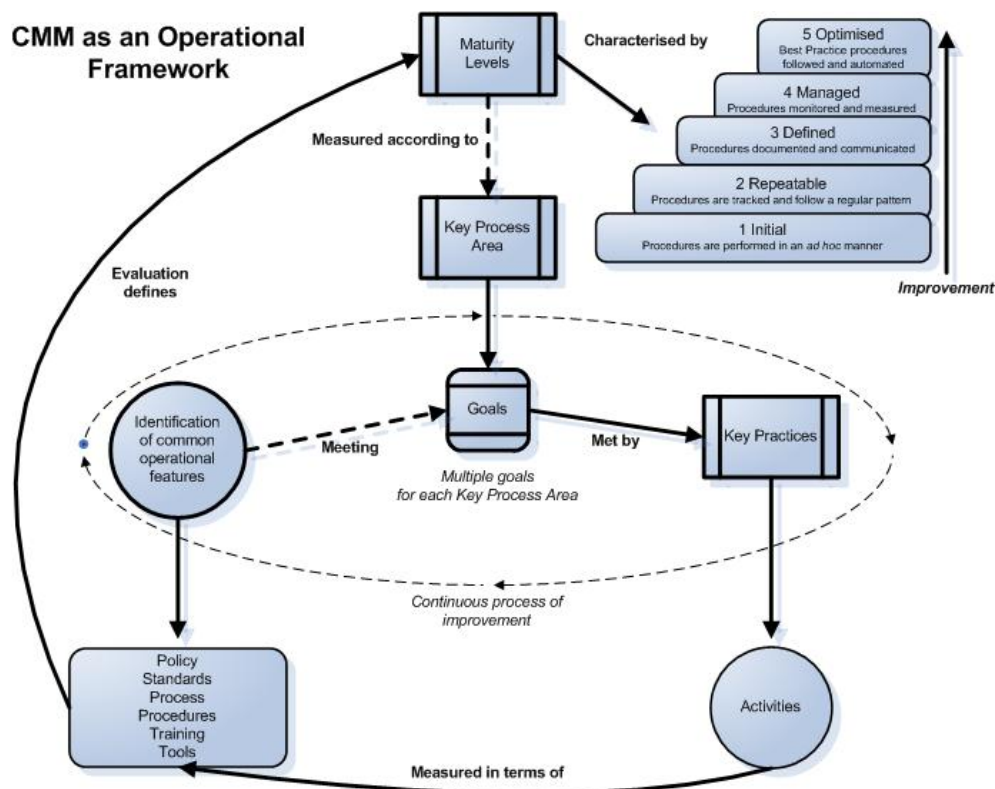 CMM as an Operational
Framework
Maturity
Levels
Characterised by
5 Optimised
Best Practice procedures
followed and automated
4 Managed
Procedures monitored and measured
3 Defined
Procedures documented and communicated
2 Repeatable
Procedures are tracked and follow a regular pattern
1 Initial
Procedures are performed in an ad hoc manner
Improvement
Measured according to
Key Process
Area
Evaluation
defines
Identification
of common
operational
features
Meeting
Goals
Met by
Key Practices
Multiple goals
for each Key Process Area
Continuous process of
improvement
Policy
Standards
Process
Procedures
Training
Tools
Activities
Measured in terms of